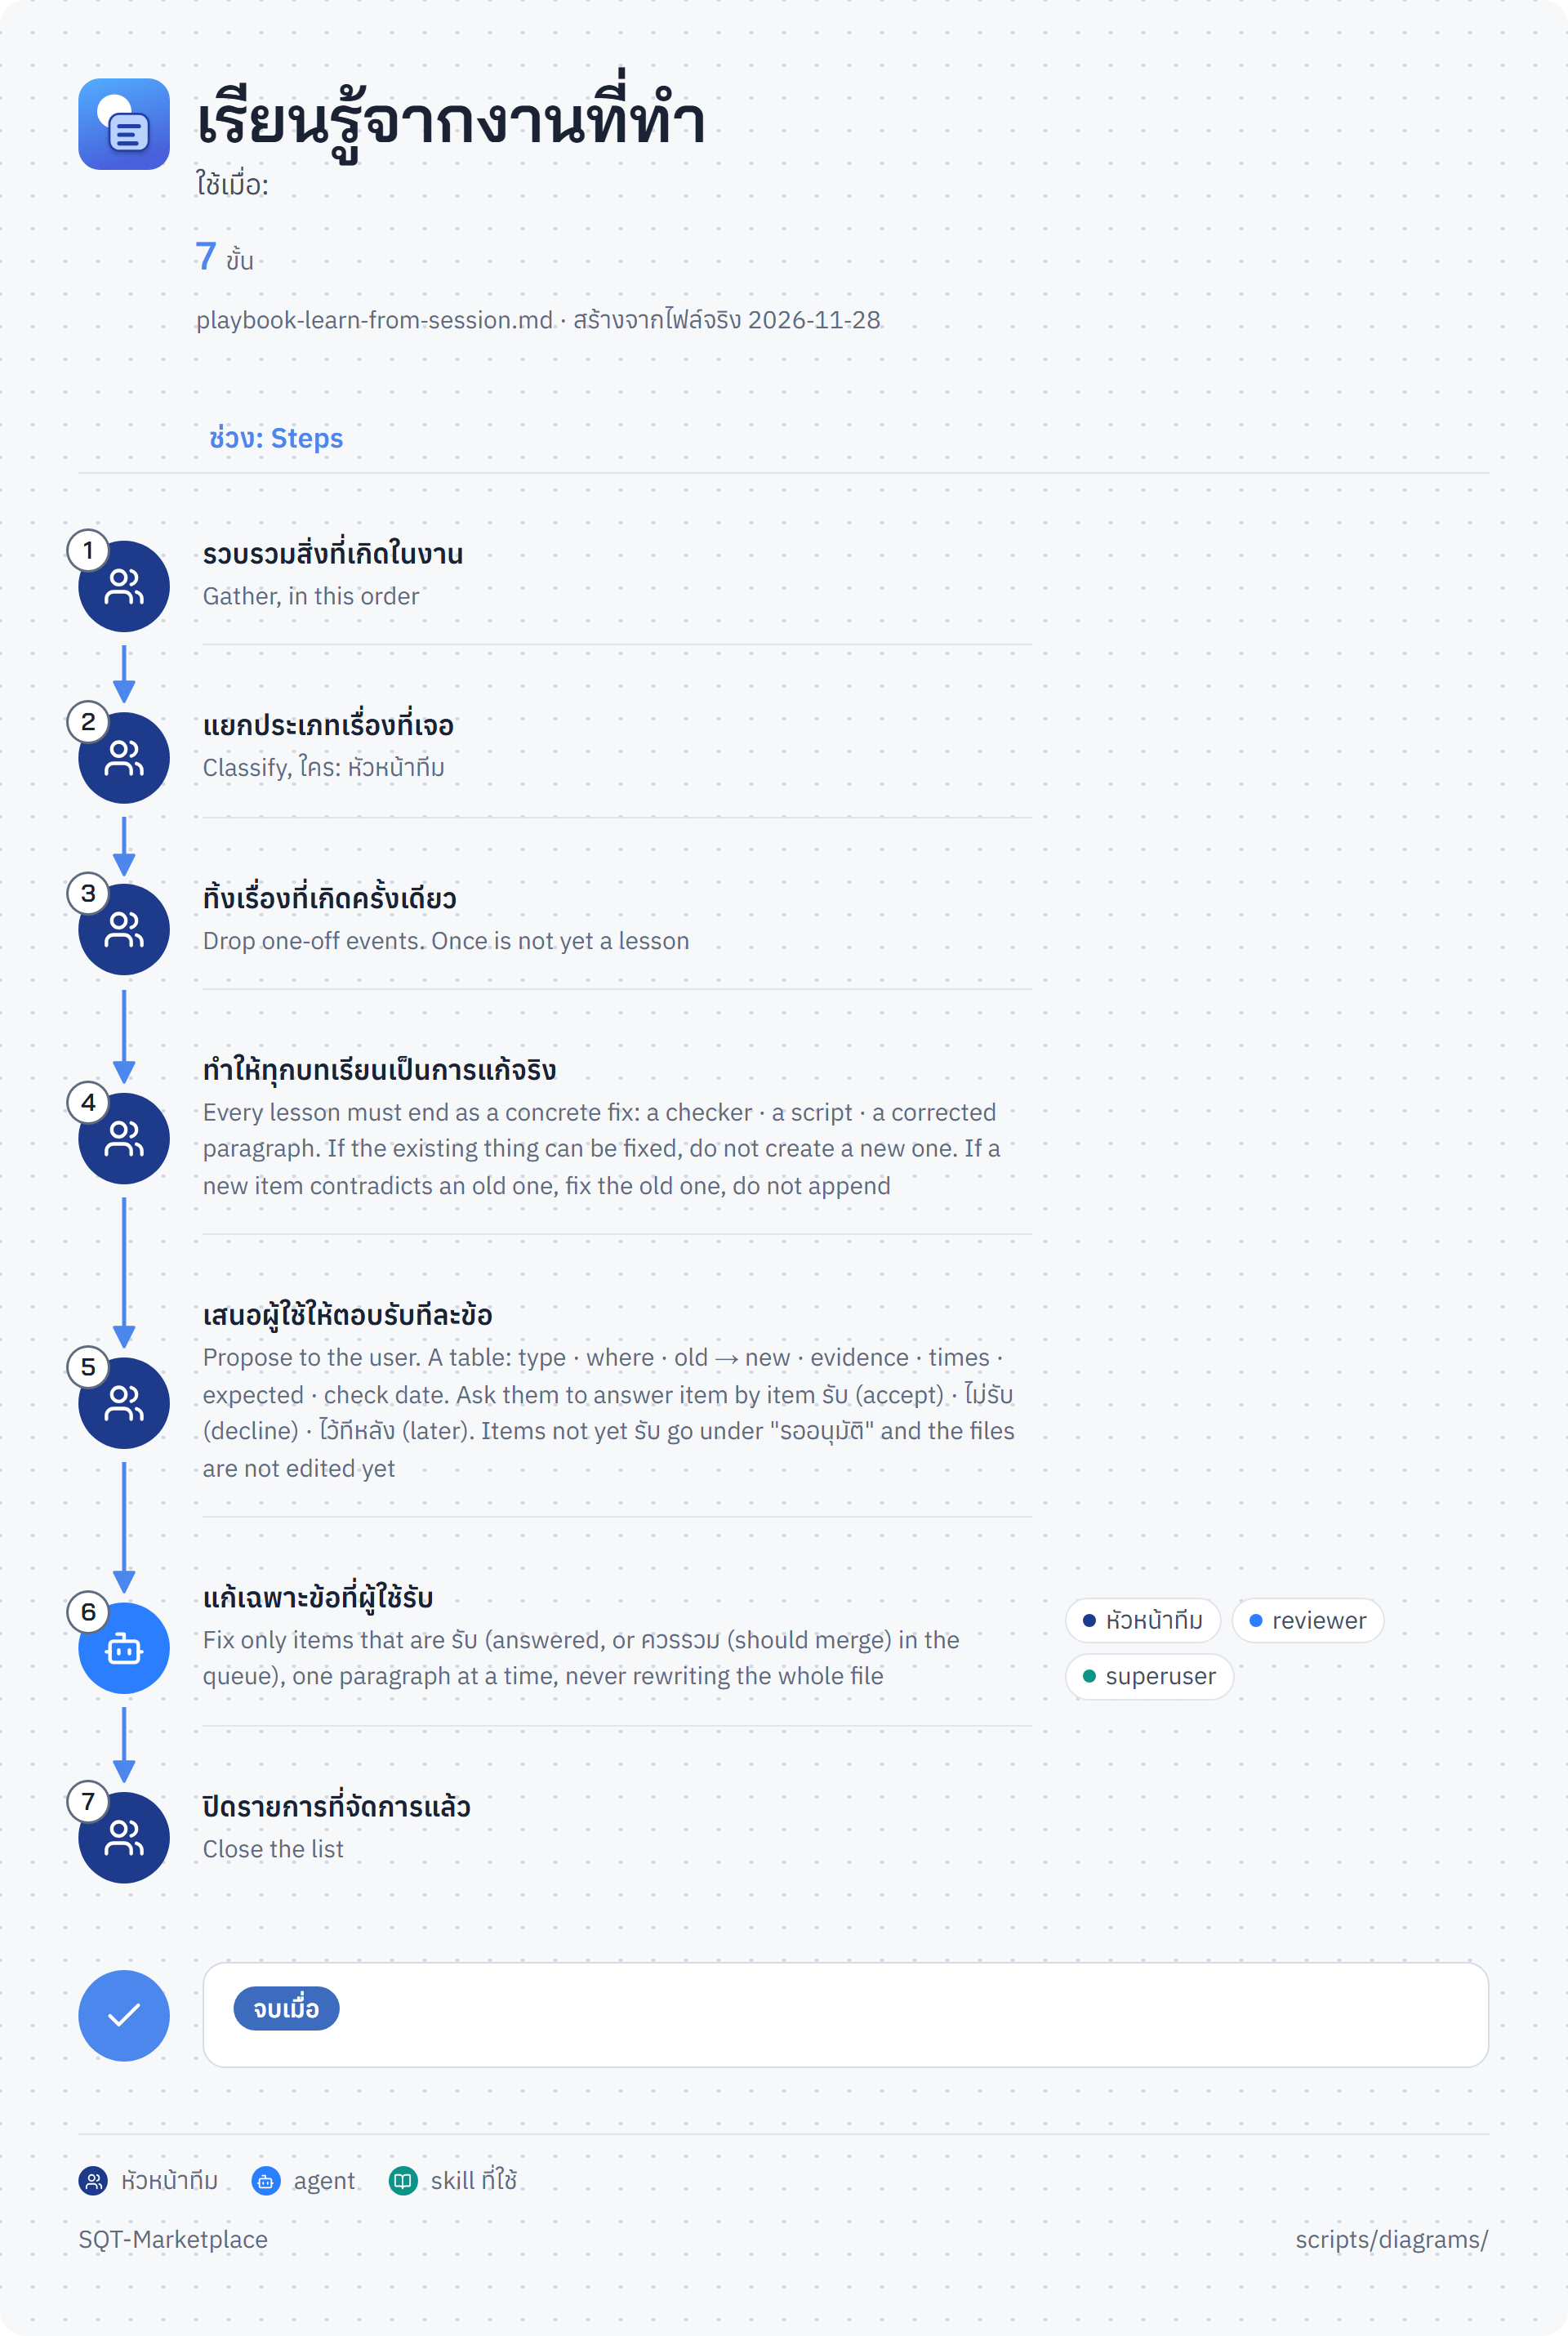 เรียนรู้จากงานที่ทำ
ใช้เมื่อ:
7 ขั้น
playbook-learn-from-session.md · สร้างจากไฟล์จริง 2026-11-28
ช่วง: Steps
1
รวบรวมสิ่งที่เกิดในงาน
Gather, in this order
2
แยกประเภทเรื่องที่เจอ
Classify, ใคร: หัวหน้าทีม
3
ทิ้งเรื่องที่เกิดครั้งเดียว
Drop one-off events. Once is not yet a lesson
4
ทำให้ทุกบทเรียนเป็นการแก้จริง
Every lesson must end as a concrete fix: a checker · a script · a corrected
paragraph. If the existing thing can be fixed, do not create a new one. If a
new item contradicts an old one, fix the old one, do not append
5
เสนอผู้ใช้ให้ตอบรับทีละข้อ
Propose to the user. A table: type · where · old → new · evidence · times ·
expected · check date. Ask them to answer item by item รับ (accept) · ไม่รับ
(decline) · ไว้ทีหลัง (later). Items not yet รับ go under "รออนุมัติ" and the files
are not edited yet
6
แก้เฉพาะข้อที่ผู้ใช้รับ
Fix only items that are รับ (answered, or ควรรวม (should merge) in the
queue), one paragraph at a time, never rewriting the whole file
หัวหน้าทีม
reviewer
superuser
7
ปิดรายการที่จัดการแล้ว
Close the list
จบเมื่อ
หัวหน้าทีม
agent
skill ที่ใช้
SQT-Marketplace
scripts/diagrams/